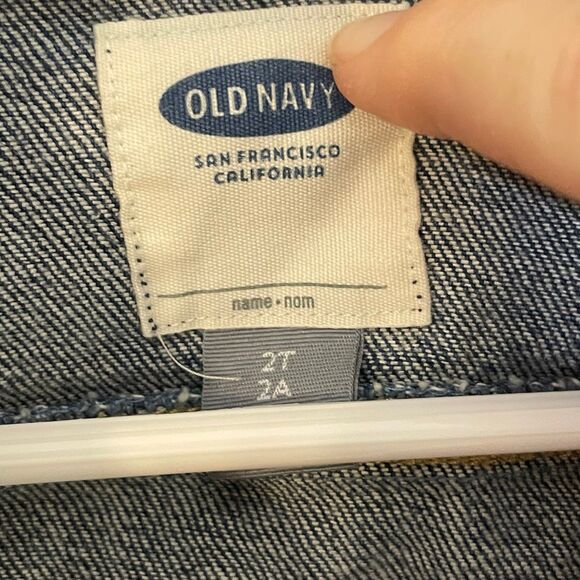 OLD NAVY
SAN FRANCISCO
CALIFORNIA
name • nom
2T
2A